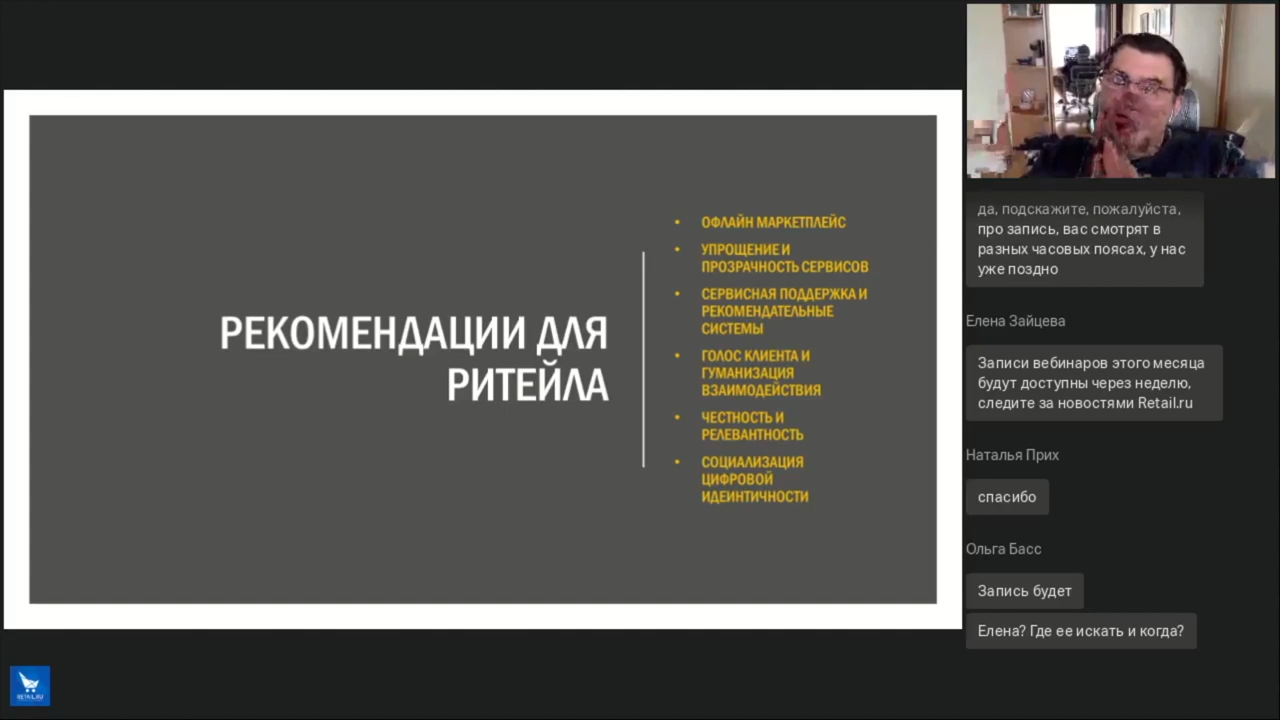 РЕКОМЕНДАЦИИ ДЛЯ
РИТЕЙЛА
• ОФЛАЙН МАРКЕТПЛЕЙС
• УПРОЩЕНИЕ И
ПРОЗРАЧНОСТЬ СЕРВИСОВ
• СЕРВИСНАЯ ПОДДЕРЖКА И
РЕКОМЕНДАТЕЛЬНЫЕ
СИСТЕМЫ
• ГОЛОС КЛИЕНТА И
ГУМАНИЗАЦИЯ
ВЗАИМОДЕЙСТВИЯ
• ЧЕСТНОСТЬ И
РЕЛЕВАНТНОСТЬ
• СОЦИАЛИЗАЦИЯ
ЦИФРОВОЙ
ИДЕИНТИЧНОСТИ
да, подскажите, пожалуйста,
про запись, вас смотрят в
разных часовых поясах, у нас
уже поздно
Елена Зайцева
Записи вебинаров этого месяца
будут доступны через неделю,
следите за новостями Retail.ru
Наталья Прих
спасибо
Ольга Басс
Запись будет
Елена? Где ее искать и когда?
RETAIL.RU